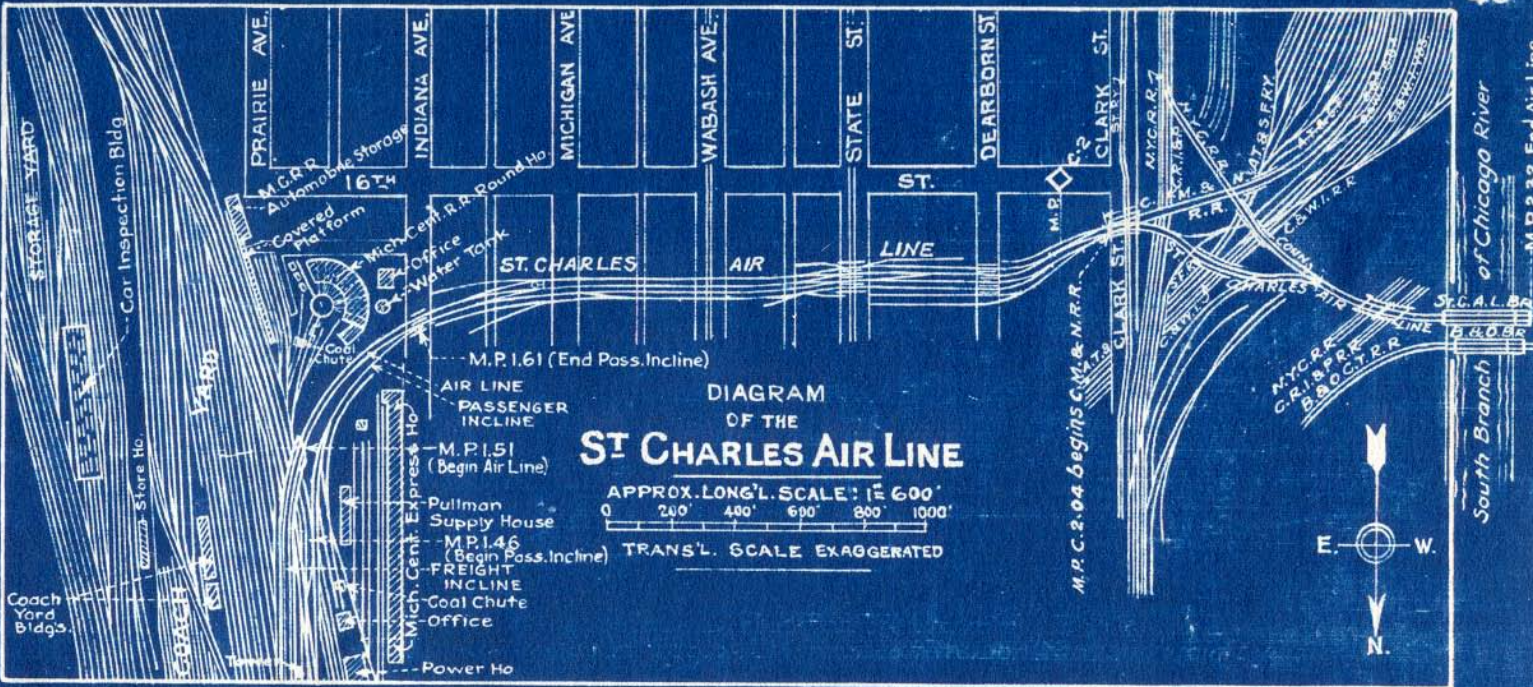 PRAIRIE AVE.
INDIANA AVE.
MICHIGAN AVE
WABASH AVE.
STATE ST.
DEARBORN ST
CLARK ST.
16TH
ST.
STORAGE YARD
Car Inspection Bldg
M.C.R.R.
Automobile Storage
Covered
Platform
Mich.Cent.R.R.Round Ho.
Office
Water Tank
Coal
Chute
ST. CHARLES
AIR
LINE
M.P.
C.2
N.Y.C.R.R.
C. M. & N.
R.R.
A.T.& S.F.RY
C.& W.I.R.R
CLARK ST.
CHARLES AIR
LINE
ST.C.A.L.BR
B.& O.BR
South Branch of Chicago River
YARD
M.P.1.61 (End Pass.Incline)
AIR LINE
PASSENGER
INCLINE
M.P.1.51
(Begin Air Line)
Pullman
Supply House
M.P.1.46
(Begin Pass.Incline)
FREIGHT
INCLINE
Coal Chute
Office
Power Ho
Mich.Cent.Express Ho.
Store Ho.
Coach
Yard
Bldg's.
COACH
Tower
DIAGRAM
OF THE
ST CHARLES AIR LINE
APPROX.LONG'L.SCALE: 1"= 600'
0 200' 400' 600' 800' 1000'
TRANS'L. SCALE EXAGGERATED
M.P.C.2.04 begins C.M.& N.R.R.
N.Y.C.R.R
C.R.I.& P.R.R
B.& O.C.T.R.R
E.
W.
N.